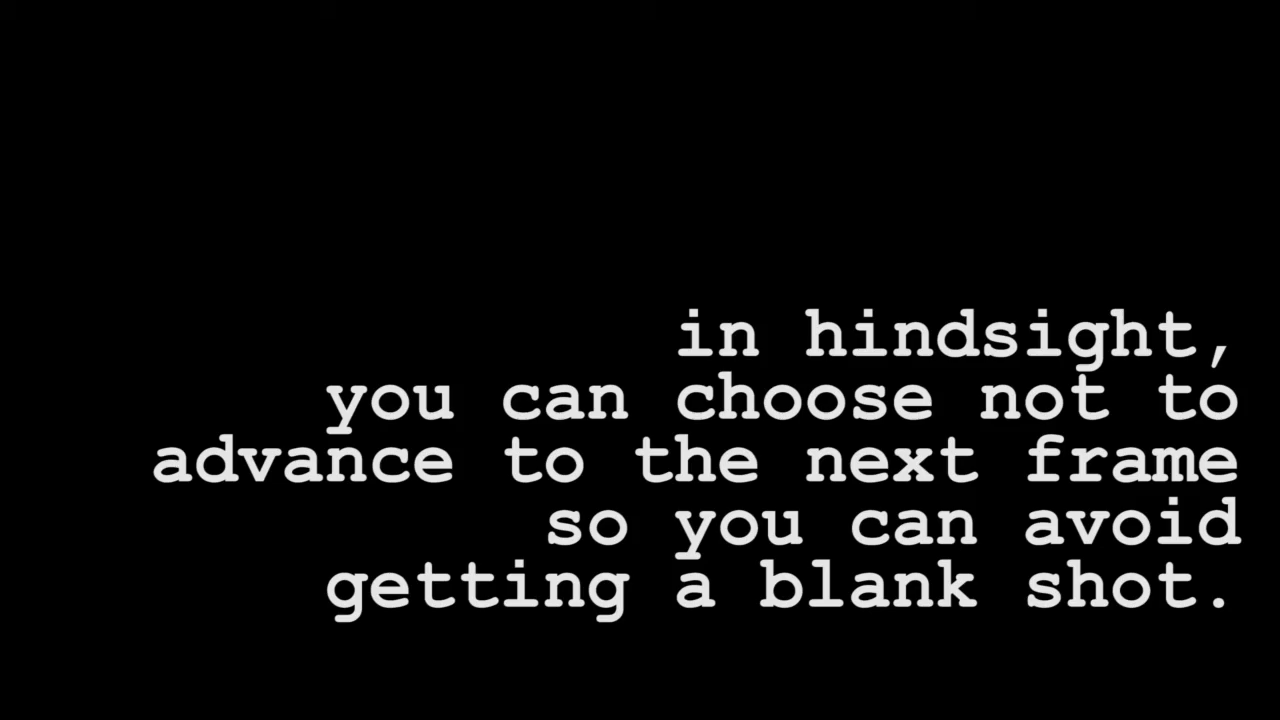 in hindsight,
you can choose not to
advance to the next frame
so you can avoid
getting a blank shot.